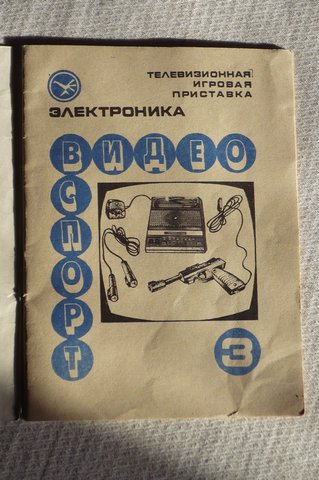 ТЕЛЕВИЗИОННАЯ
ИГРОВАЯ
ПРИСТАВКА
ЭЛЕКТРОНИКА
ВИДЕО
СПОРТ
3